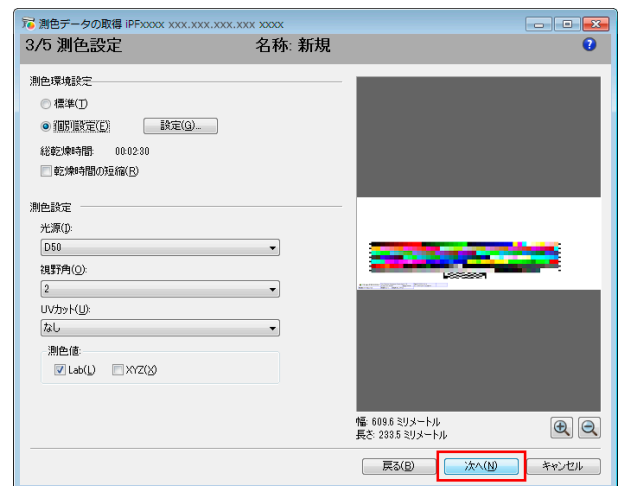 測色データの取得 iPFxxxx xxx.xxx.xxx.xxx xxxx
3/5 測色設定 名称: 新規
測色環境設定
標準(T)
個別設定(E) 設定(G)...
総乾燥時間: 00:02:30
乾燥時間の短縮(R)
測色設定
光源(I):
D50
視野角(O):
2
UVカット(U):
なし
測色値:
Lab(L) XYZ(X)
幅: 609.6 ミリメートル
長さ: 233.5 ミリメートル
戻る(B) 次へ(N) キャンセル